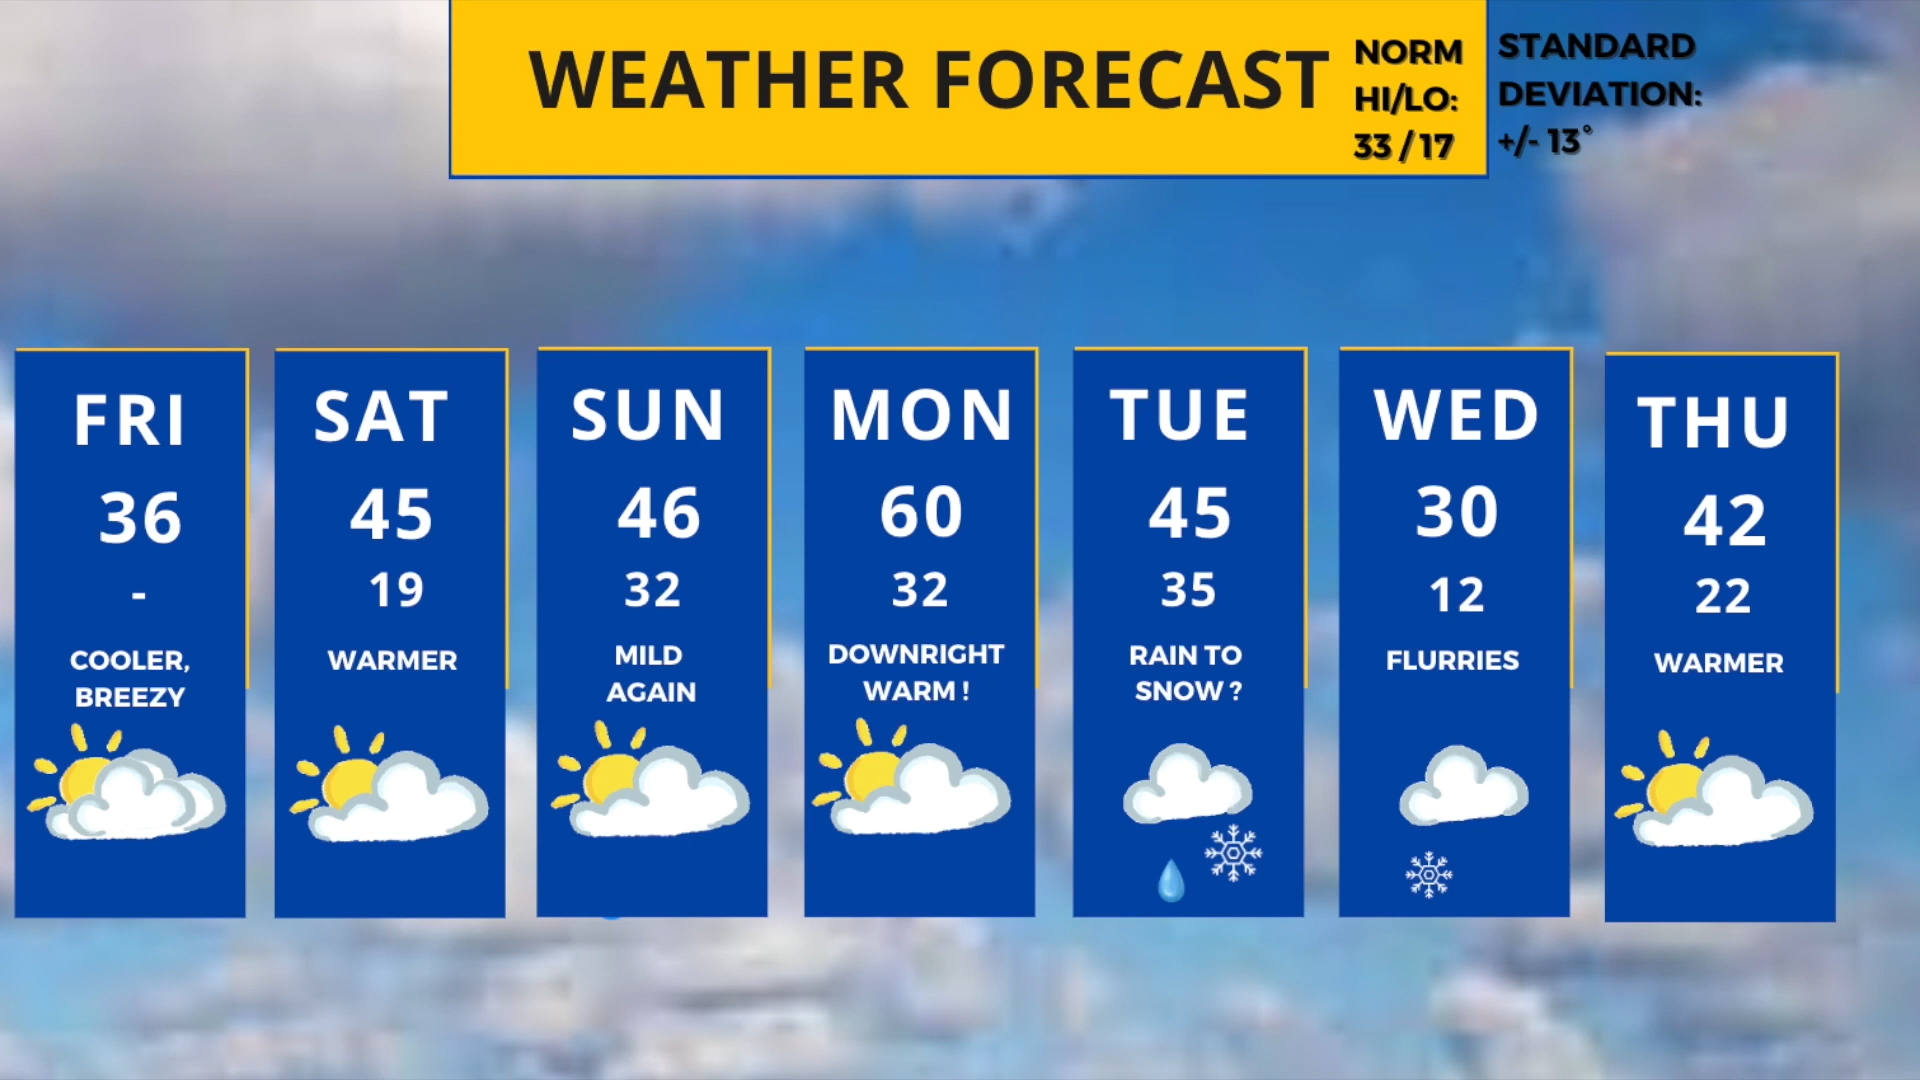 WEATHER FORECAST
NORM
HI/LO:
33 / 17
STANDARD
DEVIATION:
+/- 13°
FRI
36
-
COOLER,
BREEZY
SAT
45
19
WARMER
SUN
46
32
MILD
AGAIN
MON
60
32
DOWNRIGHT
WARM !
TUE
45
35
RAIN TO
SNOW ?
WED
30
12
FLURRIES
THU
42
22
WARMER